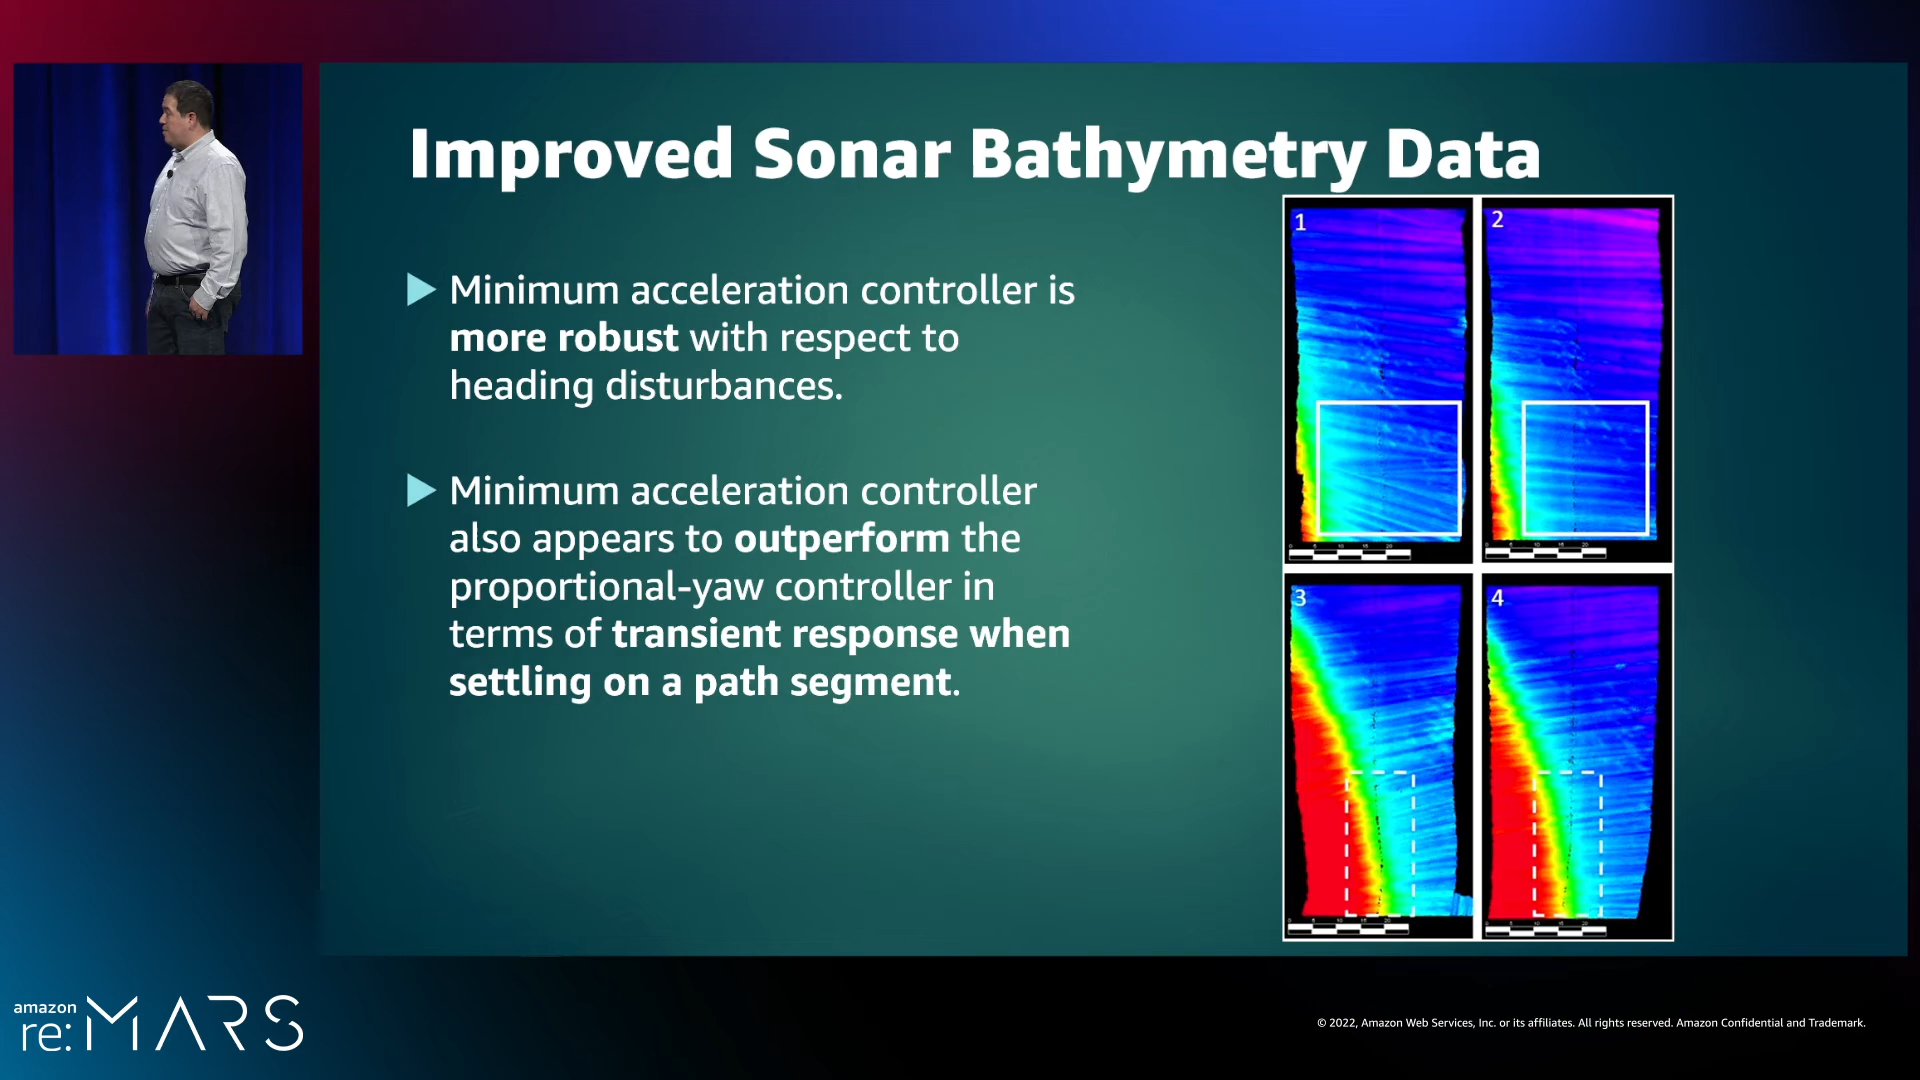 Improved Sonar Bathymetry Data
Minimum acceleration controller is
more robust with respect to
heading disturbances.
Minimum acceleration controller
also appears to outperform the
proportional-yaw controller in
terms of transient response when
settling on a path segment.
1
2
3
4
amazon
re:MARS
© 2022, Amazon Web Services, Inc. or its affiliates. All rights reserved. Amazon Confidential and Trademark.